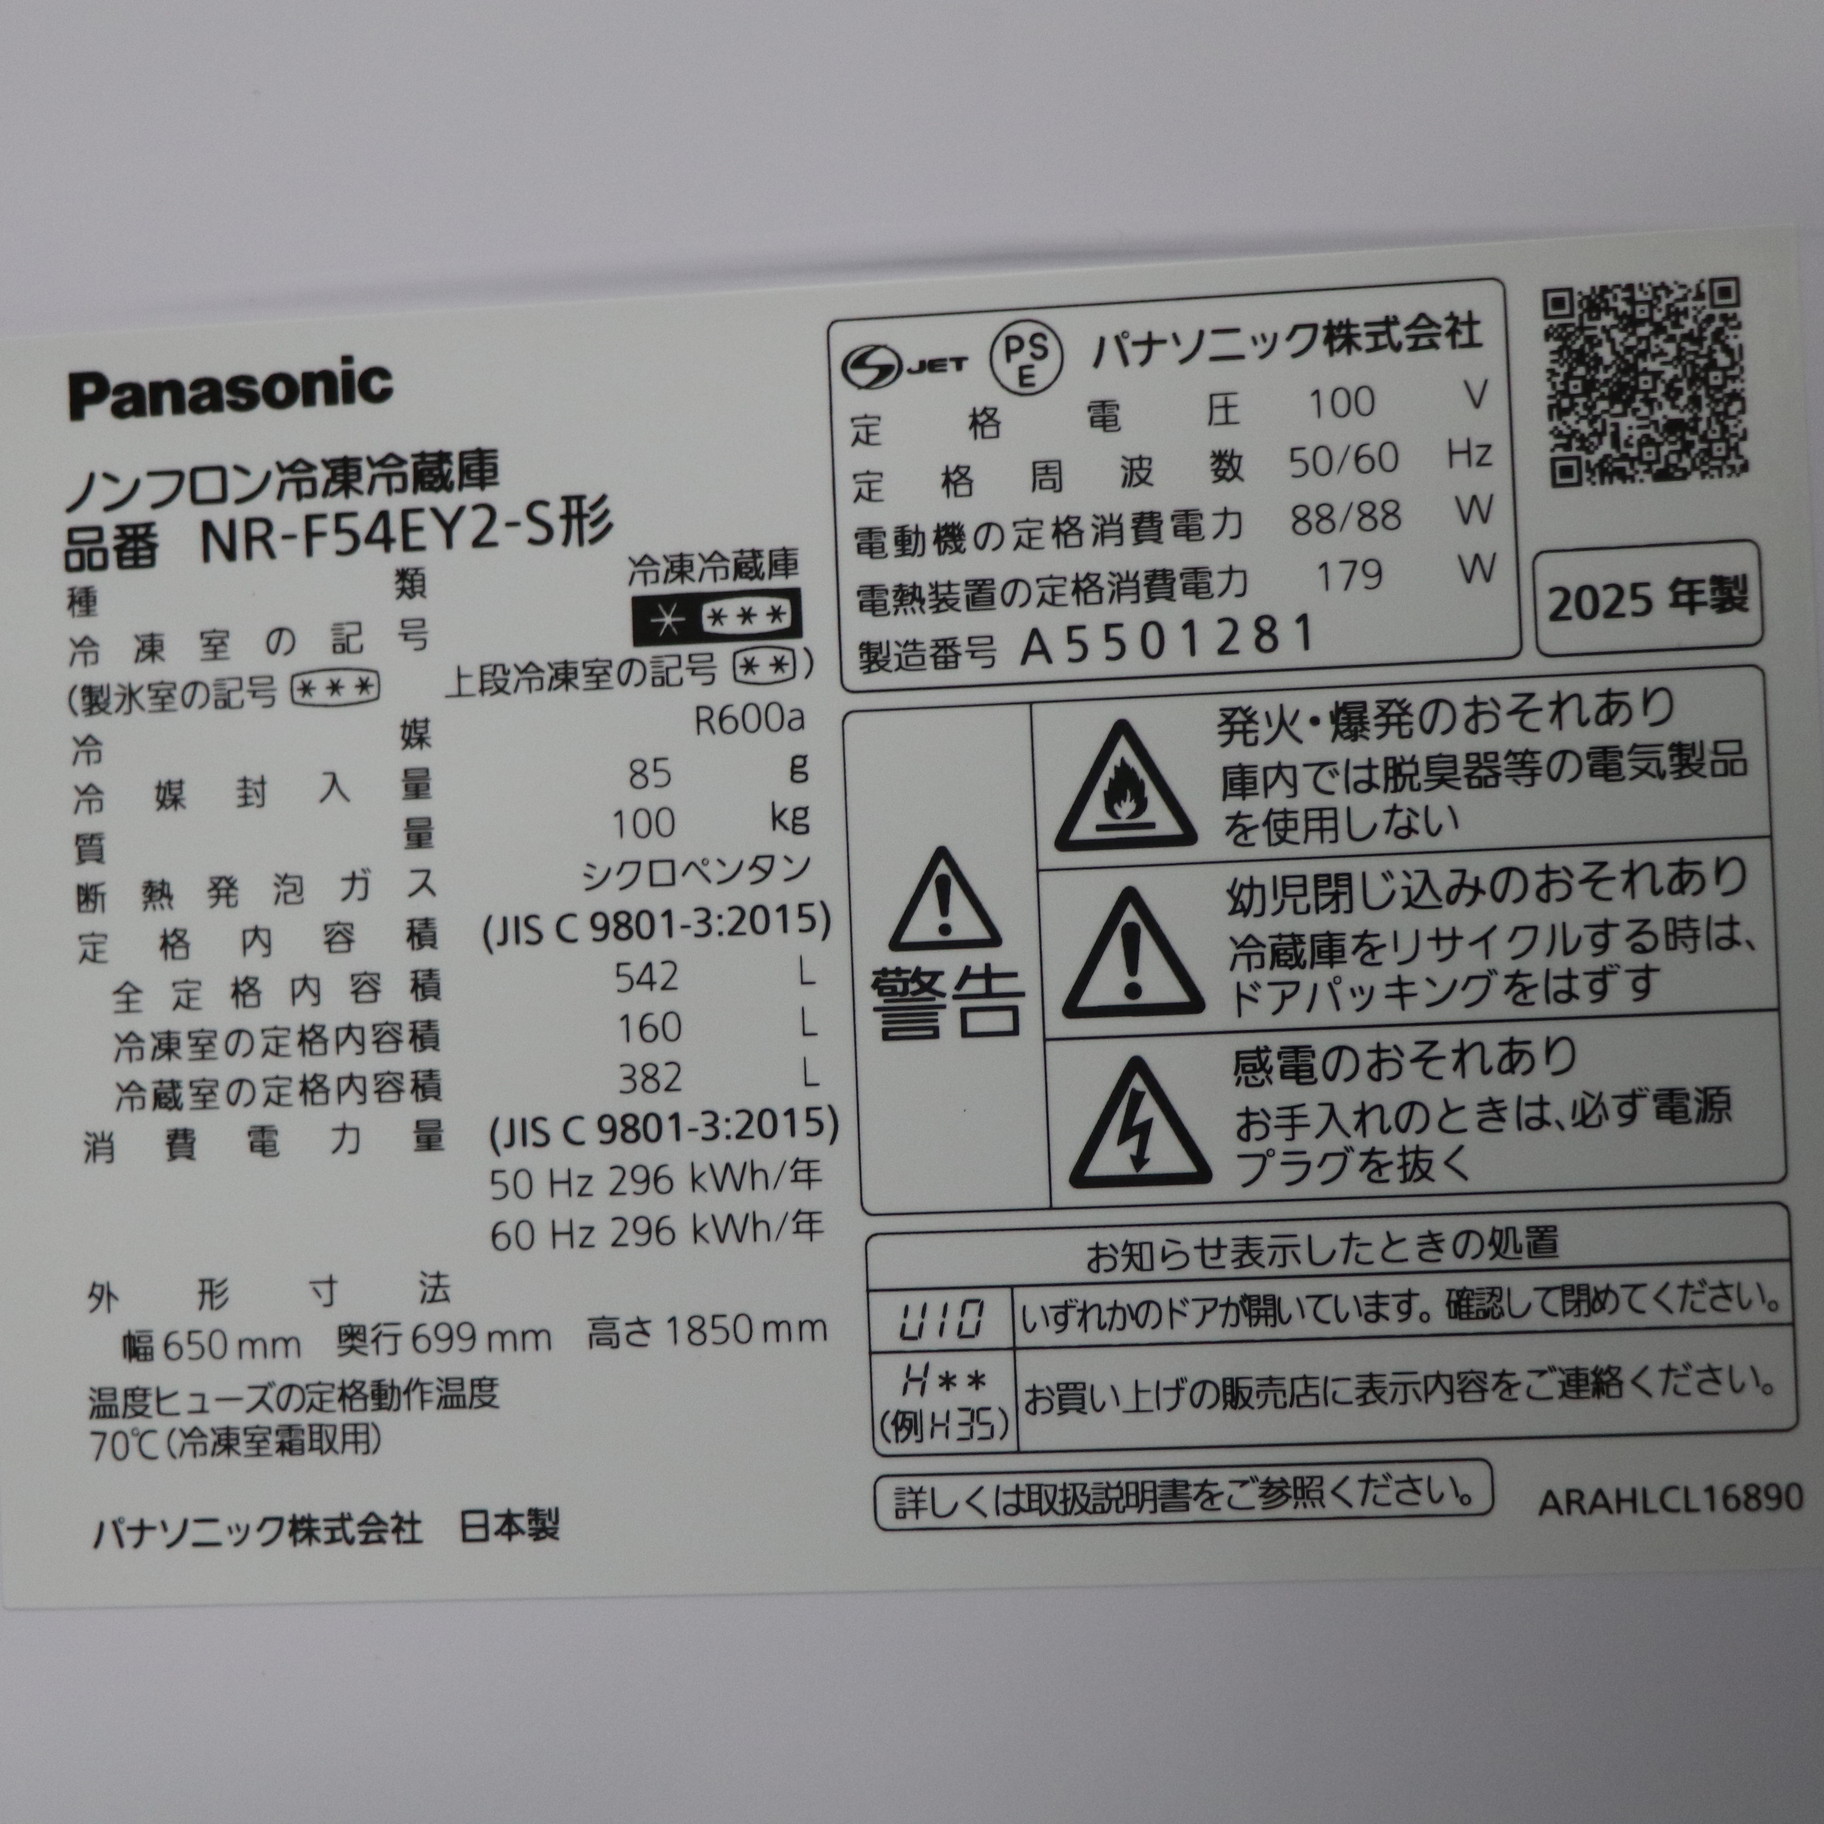 Panasonic
ノンフロン冷凍冷蔵庫
品番 NR-F54EY2-S形
種類 冷凍冷蔵庫
冷凍室の記号 * ***
(製氷室の記号 *** 上段冷凍室の記号 **)
冷媒 R600a
冷媒封入量 85 g
質量 100 kg
断熱発泡ガス シクロペンタン
定格内容積 (JIS C 9801-3:2015)
全定格内容積 542 L
冷凍室の定格内容積 160 L
冷蔵室の定格内容積 382 L
消費電力量 (JIS C 9801-3:2015)
50 Hz 296 kWh/年
60 Hz 296 kWh/年
外形寸法
幅650mm 奥行699mm 高さ1850mm
温度ヒューズの定格動作温度
70℃(冷凍室霜取用)
パナソニック株式会社 日本製
S JET PSE パナソニック株式会社
定格電圧 100 V
定格周波数 50/60 Hz
電動機の定格消費電力 88/88 W
電熱装置の定格消費電力 179 W
製造番号 A5501281
2025年製
警告
発火・爆発のおそれあり
庫内では脱臭器等の電気製品
を使用しない
幼児閉じ込みのおそれあり
冷蔵庫をリサイクルする時は、
ドアパッキングをはずす
感電のおそれあり
お手入れのときは、必ず電源
プラグを抜く
お知らせ表示したときの処置
U10 いずれかのドアが開いています。確認して閉めてください。
H** お買い上げの販売店に表示内容をご連絡ください。
(例H35)
詳しくは取扱説明書をご参照ください。
ARAHLCL16890